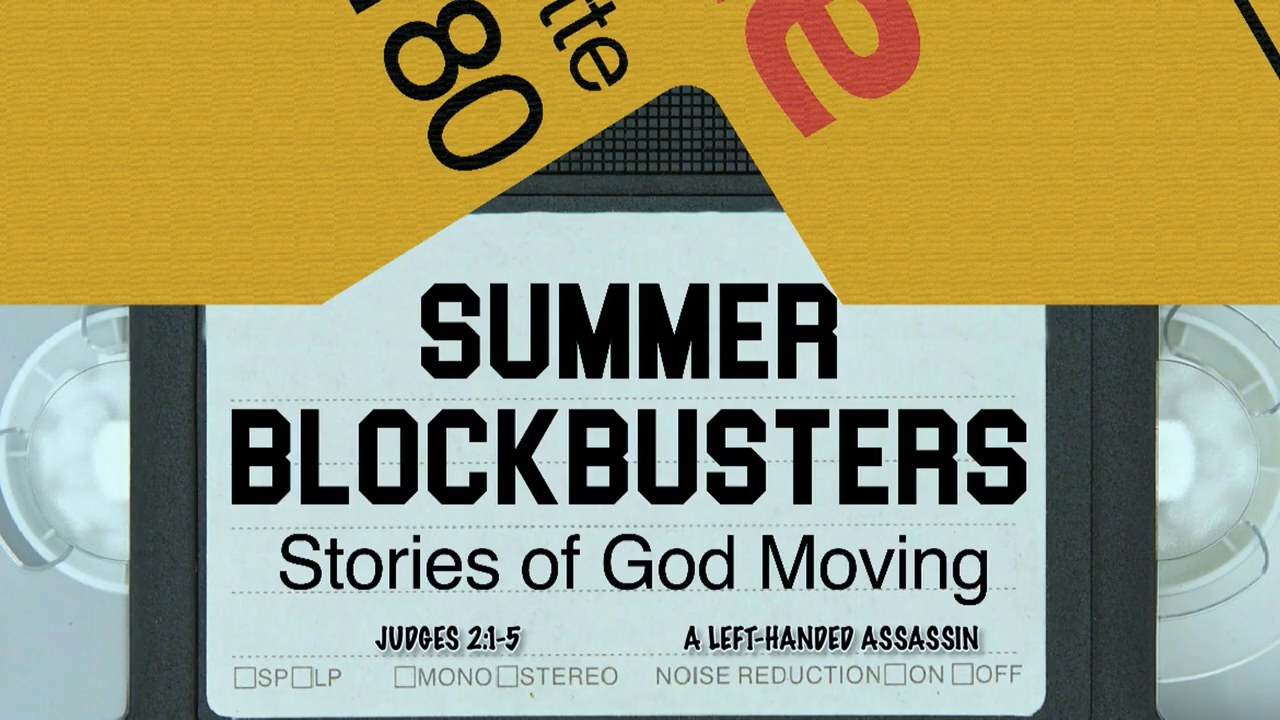 80
SUMMER
BLOCKBUSTERS
Stories of God Moving
JUDGES 2:1-5 A LEFT-HANDED ASSASSIN
☐SP☐LP ☐MONO☐STEREO NOISE REDUCTION☐ON ☐OFF